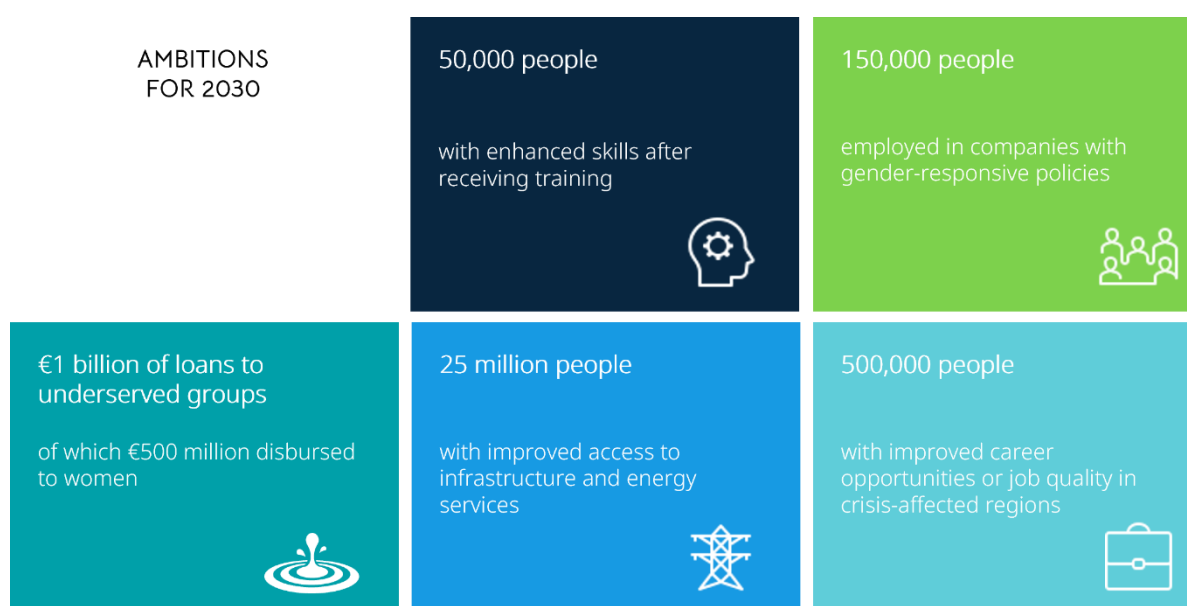 AMBITIONS
FOR 2030
50,000 people
with enhanced skills after
receiving training
150,000 people
employed in companies with
gender-responsive policies
€1 billion of loans to
underserved groups
of which €500 million disbursed
to women
25 million people
with improved access to
infrastructure and energy
services
500,000 people
with improved career
opportunities or job quality in
crisis-affected regions